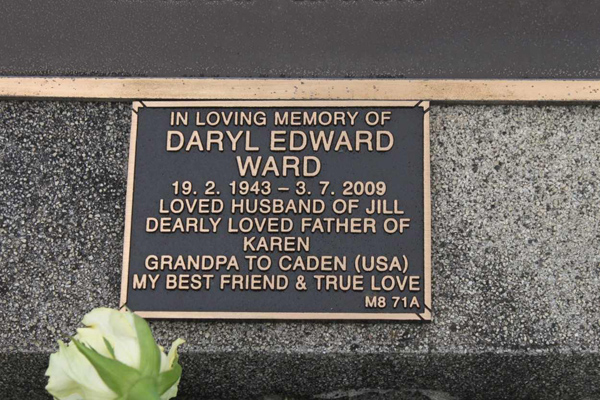 IN LOVING MEMORY OF
DARYL EDWARD
WARD
19. 2. 1943 – 3. 7. 2009
LOVED HUSBAND OF JILL
DEARLY LOVED FATHER OF
KAREN
GRANDPA TO CADEN (USA)
MY BEST FRIEND & TRUE LOVE
M8 71A